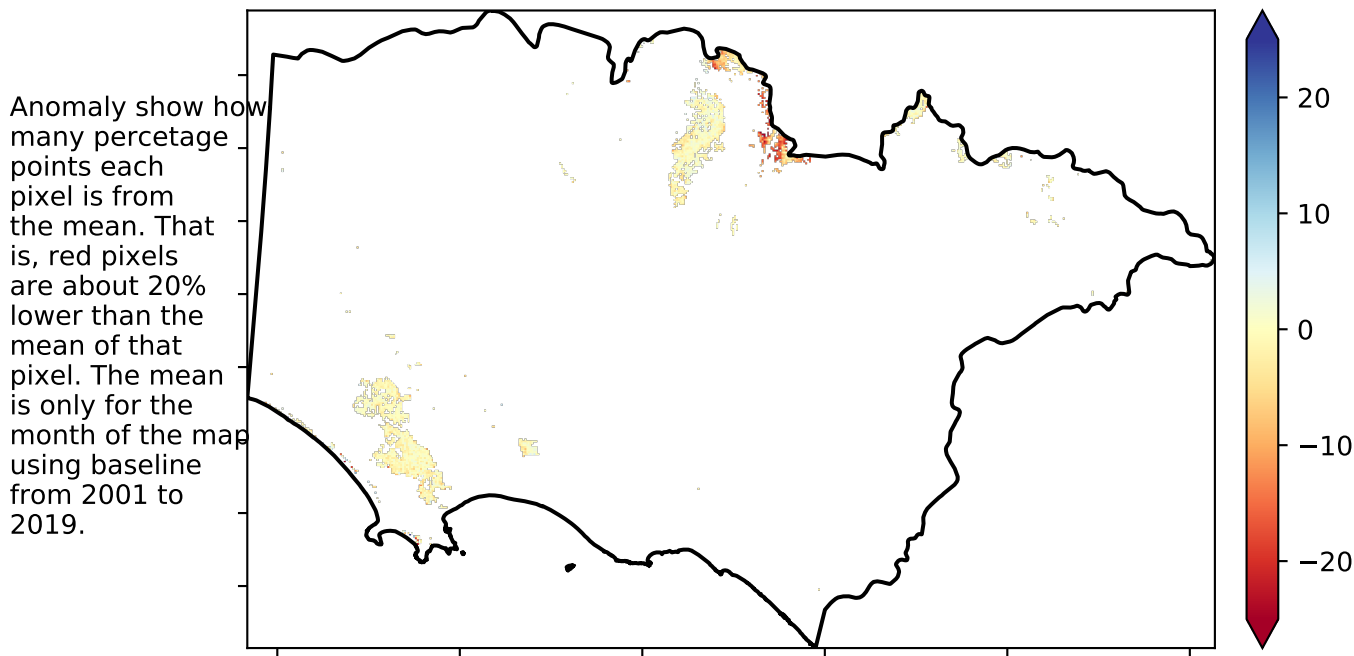 Anomaly show how
many percetage
points each
pixel is from
the mean. That
is, red pixels
are about 20%
lower than the
mean of that
pixel. The mean
is only for the
month of the map
using baseline
from 2001 to
2019.
20
10
0
−10
−20